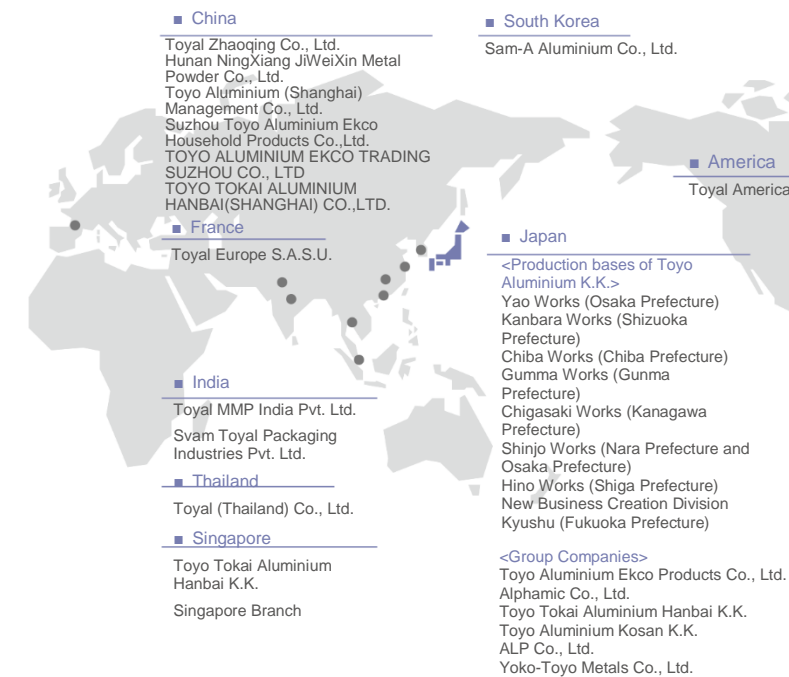 ■ China
Toyal Zhaoqing Co., Ltd.
Hunan NingXiang JiWeiXin Metal
Powder Co., Ltd.
Toyo Aluminium (Shanghai)
Management Co., Ltd.
Suzhou Toyo Aluminium Ekco
Household Products Co.,Ltd.
TOYO ALUMINIUM EKCO TRADING
SUZHOU CO., LTD
TOYO TOKAI ALUMINIUM
HANBAI(SHANGHAI) CO.,LTD.
■ France
Toyal Europe S.A.S.U.
■ India
Toyal MMP India Pvt. Ltd.
Svam Toyal Packaging
Industries Pvt. Ltd.
■ Thailand
Toyal (Thailand) Co., Ltd.
■ Singapore
Toyo Tokai Aluminium
Hanbai K.K.
Singapore Branch
■ South Korea
Sam-A Aluminium Co., Ltd.
■ America
Toyal America
■ Japan
<Production bases of Toyo
Aluminium K.K.>
Yao Works (Osaka Prefecture)
Kanbara Works (Shizuoka
Prefecture)
Chiba Works (Chiba Prefecture)
Gumma Works (Gunma
Prefecture)
Chigasaki Works (Kanagawa
Prefecture)
Shinjo Works (Nara Prefecture and
Osaka Prefecture)
Hino Works (Shiga Prefecture)
New Business Creation Division
Kyushu (Fukuoka Prefecture)
<Group Companies>
Toyo Aluminium Ekco Products Co., Ltd.
Alphamic Co., Ltd.
Toyo Tokai Aluminium Hanbai K.K.
Toyo Aluminium Kosan K.K.
ALP Co., Ltd.
Yoko-Toyo Metals Co., Ltd.